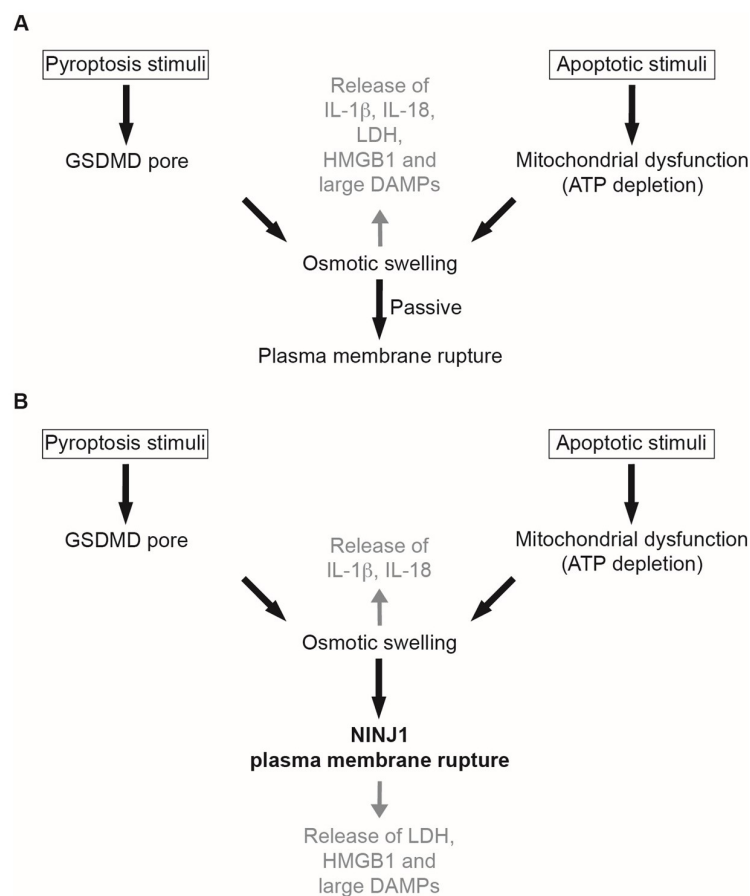 A
Pyroptosis stimuli
Apoptotic stimuli
Release of
IL-1β, IL-18,
LDH,
HMGB1 and
large DAMPs
GSDMD pore
Mitochondrial dysfunction
(ATP depletion)
Osmotic swelling
Passive
Plasma membrane rupture
B
Pyroptosis stimuli
Apoptotic stimuli
GSDMD pore
Mitochondrial dysfunction
(ATP depletion)
Release of
IL-1β, IL-18
Osmotic swelling
NINJ1
plasma membrane rupture
Release of LDH,
HMGB1 and
large DAMPs